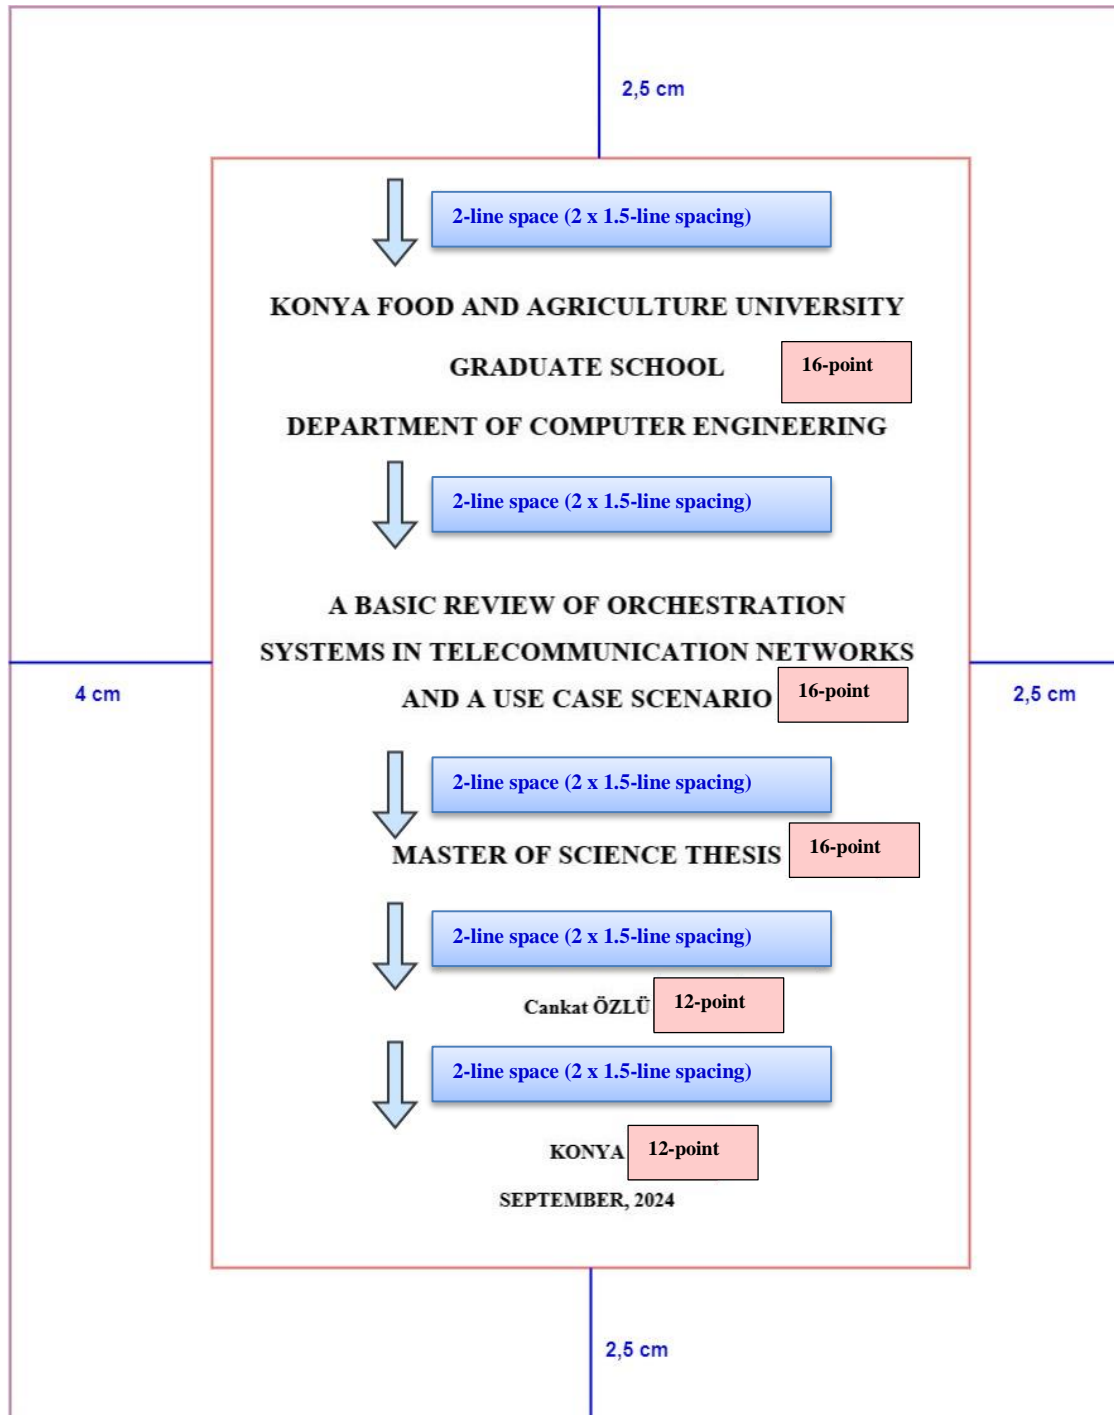 2,5 cm
2-line space (2 x 1.5-line spacing)
KONYA FOOD AND AGRICULTURE UNIVERSITY
GRADUATE SCHOOL 16-point
DEPARTMENT OF COMPUTER ENGINEERING
2-line space (2 x 1.5-line spacing)
A BASIC REVIEW OF ORCHESTRATION
SYSTEMS IN TELECOMMUNICATION NETWORKS
4 cm
2,5 cm
AND A USE CASE SCENARIO 16-point
2-line space (2 x 1.5-line spacing)
MASTER OF SCIENCE THESIS 16-point
2-line space (2 x 1.5-line spacing)
Cankat ÖZLÜ 12-point
2-line space (2 x 1.5-line spacing)
KONYA 12-point
SEPTEMBER, 2024
2,5 cm